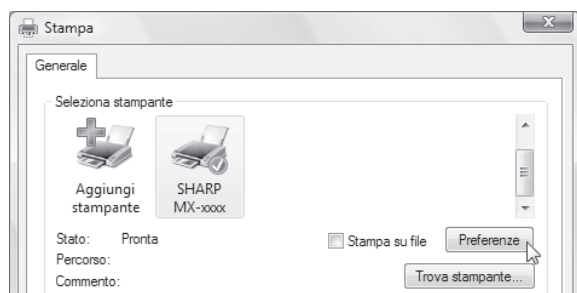 Stampa
Generale
Seleziona stampante
Aggiungi stampante
SHARP MX-xxxx
Stato: Pronta
Stampa su file
Preferenze
Percorso:
Commento:
Trova stampante...